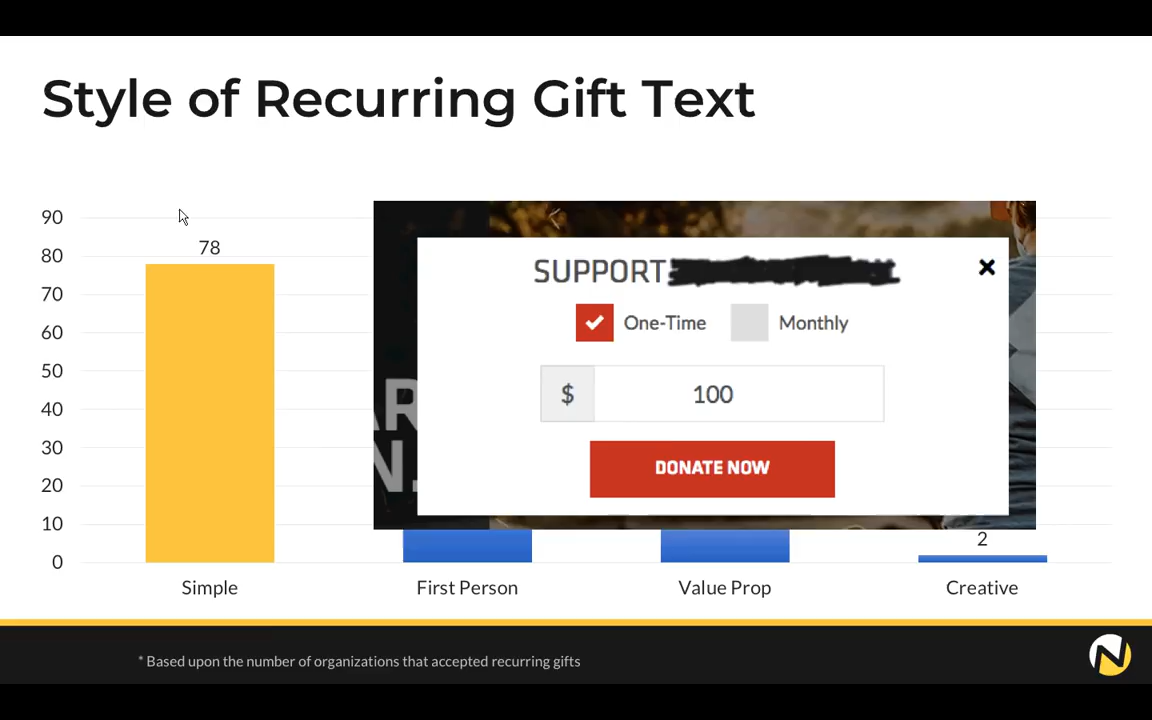 Style of Recurring Gift Text
90
80
70
60
50
40
30
20
10
0
78
SUPPORT
One-Time
Monthly
$
100
DONATE NOW
AR
N.
2
Simple
First Person
Value Prop
Creative
* Based upon the number of organizations that accepted recurring gifts
N